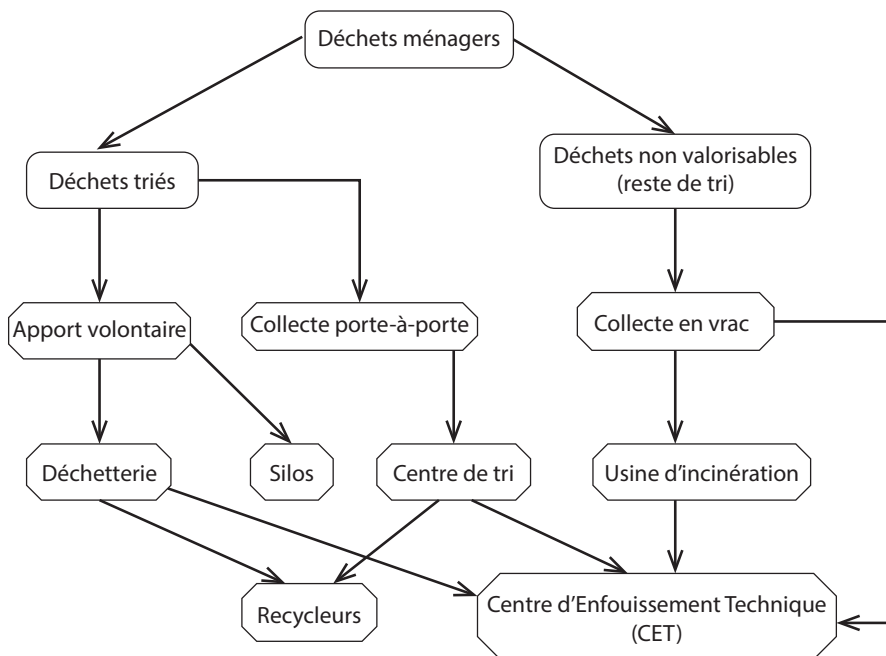 Déchets ménagers
Déchets triés
Déchets non valorisables
(reste de tri)
Apport volontaire
Collecte porte-à-porte
Collecte en vrac
Déchetterie
Silos
Centre de tri
Usine d'incinération
Recycleurs
Centre d'Enfouissement Technique
(CET)